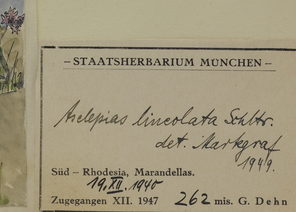 – STAATSHERBARIUM MÜNCHEN –
Asclepias lineolata Schltr.
det. Markgraf
1949.
Süd – Rhodesia, Marandellas.
19. XII. 1940
Zugegangen XII. 1947 262 mis. G. Dehn